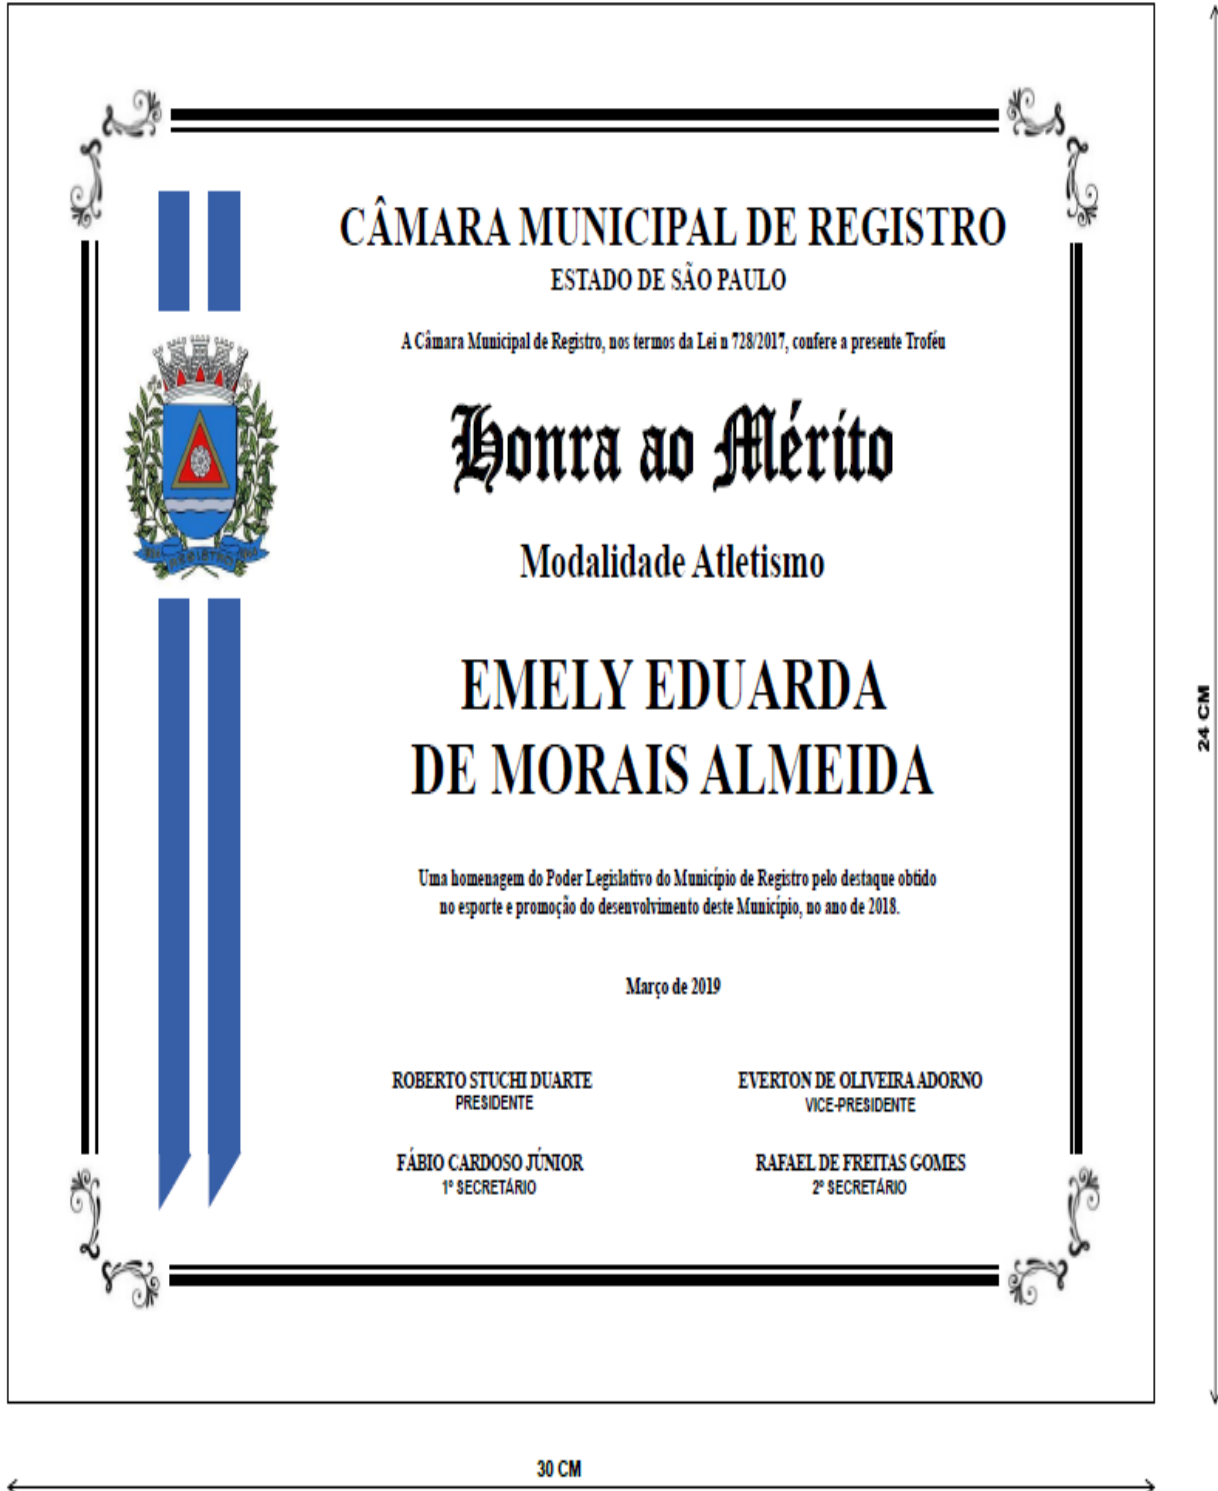 CÂMARA MUNICIPAL DE REGISTRO
ESTADO DE SÃO PAULO
A Câmara Municipal de Registro, nos termos da Lei n 728/2017, confere a presente Troféu
Honra ao Mérito
REGISTRO
Modalidade Atletismo
EMELY EDUARDA
DE MORAIS ALMEIDA
24 CM
Uma homenagem do Poder Legislativo do Município de Registro pelo destaque obtido
no esporte e promoção do desenvolvimento deste Município, no ano de 2018.
Março de 2019
ROBERTO STUCHI DUARTE
PRESIDENTE
EVERTON DE OLIVEIRA ADORNO
VICE-PRESIDENTE
FÁBIO CARDOSO JÚNIOR
1º SECRETÁRIO
RAFAEL DE FREITAS GOMES
2º SECRETÁRIO
30 CM